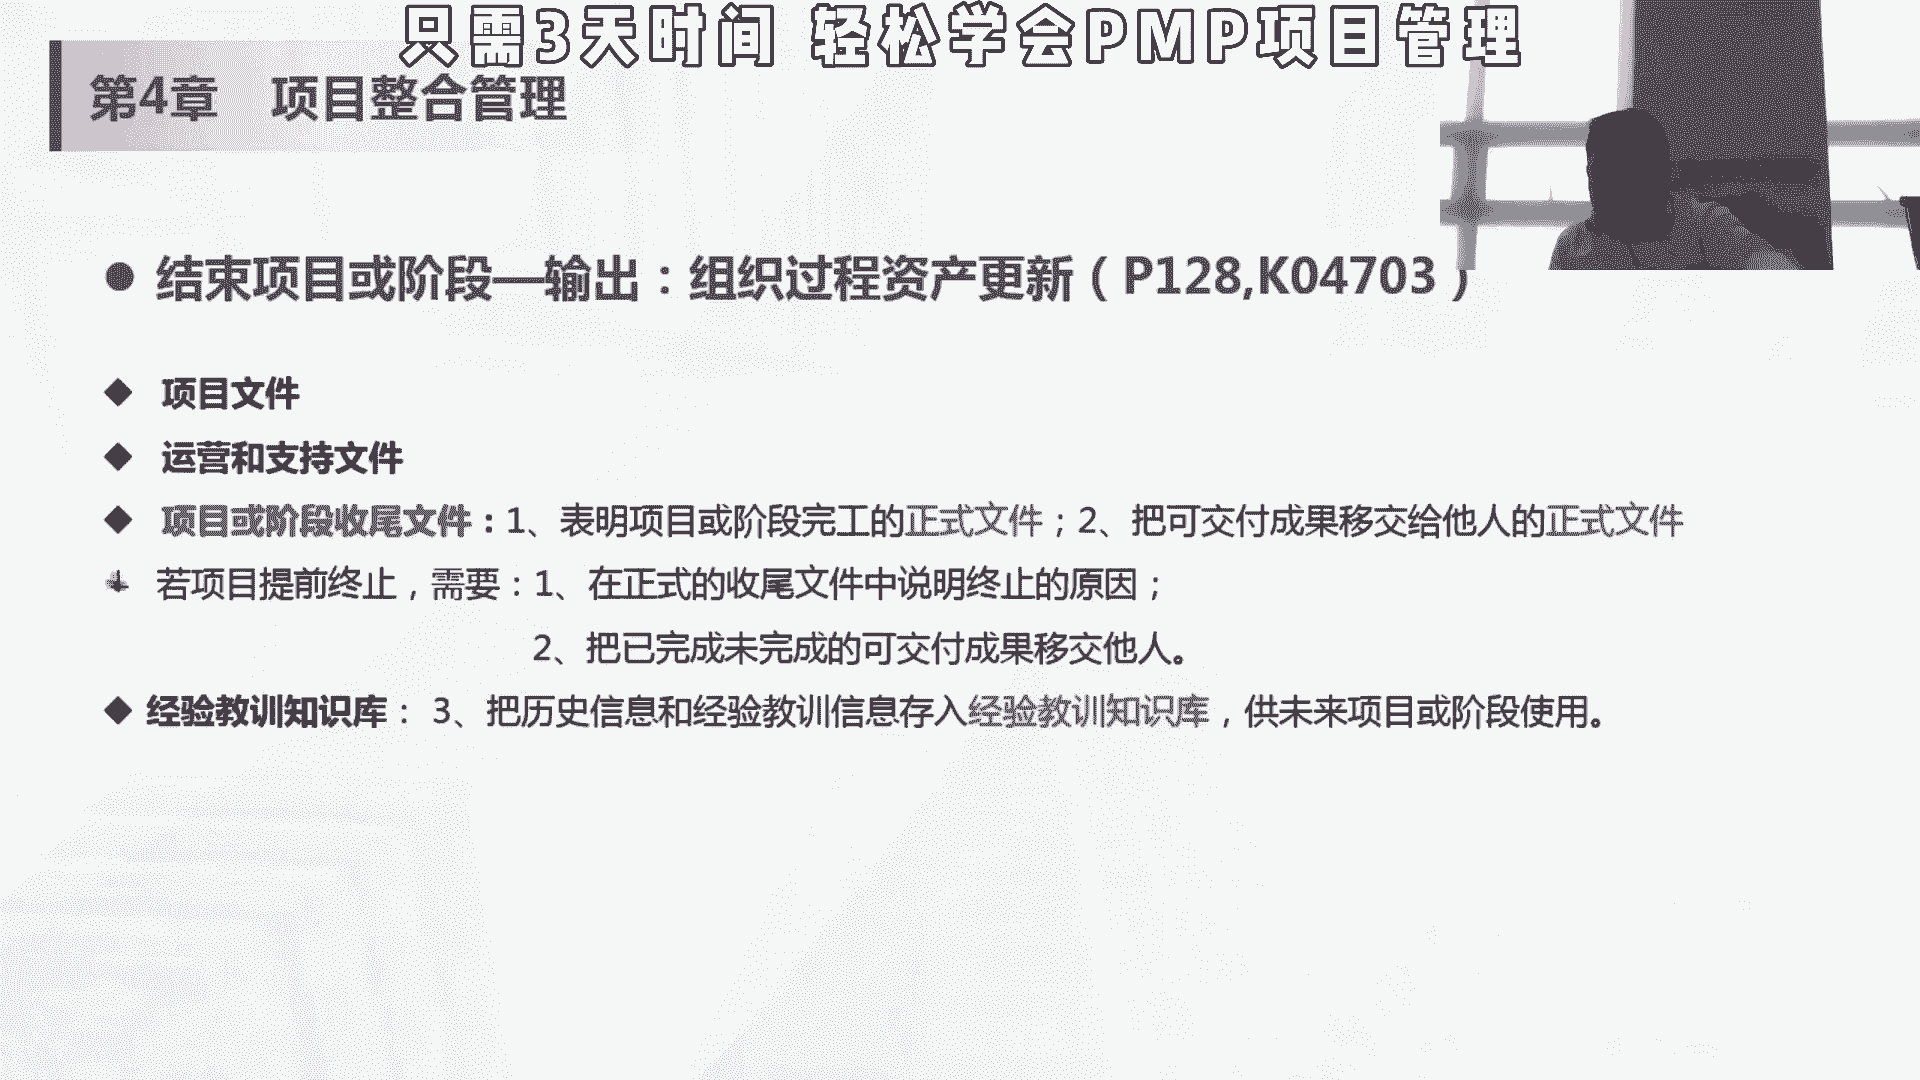 只需3天时间 轻松学会PMP项目管理
第4章 项目整合管理
结束项目或阶段—输出：组织过程资产更新（P128,K04703）
项目文件
运营和支持文件
项目或阶段收尾文件：1、表明项目或阶段完工的正式文件；2、把可交付成果移交给他人的正式文件
若项目提前终止，需要：1、在正式的收尾文件中说明终止的原因；
2、把已完成未完成的可交付成果移交他人。
经验教训知识库： 3、把历史信息和经验教训信息存入经验教训知识库，供未来项目或阶段使用。